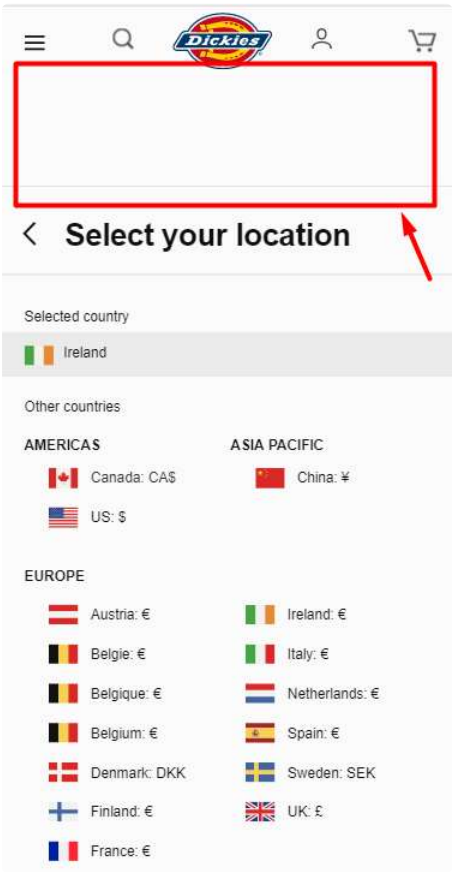 Dickies
Select your location
Selected country
Ireland
Other countries
AMERICAS
Canada: CA$
US: $
ASIA PACIFIC
China: ¥
EUROPE
Austria: €
Belgie: €
Belgique: €
Belgium: €
Denmark: DKK
Finland: €
France: €
Ireland: €
Italy: €
Netherlands: €
Spain: €
Sweden: SEK
UK: £